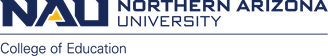 NAU NORTHERN ARIZONA
UNIVERSITY
College of Education